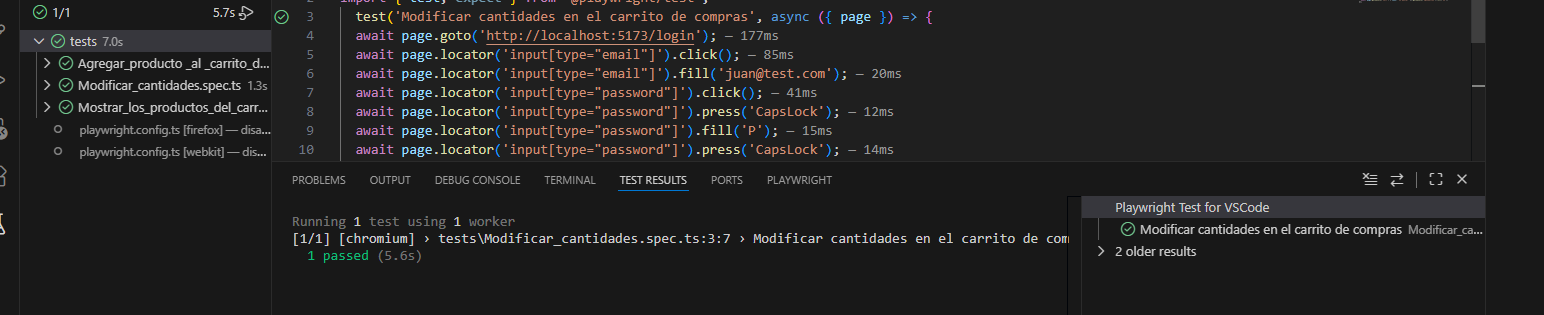 1/1 5.7s
tests 7.0s
Agregar_producto _al _carrito_d...
Modificar_cantidades.spec.ts 1.3s
Mostrar_los_productos_del_carr...
playwright.config.ts [firefox] — disa...
playwright.config.ts [webkit] — dis...
3 test('Modificar cantidades en el carrito de compras', async ({ page }) => {
4 await page.goto('http://localhost:5173/login'); — 177ms
5 await page.locator('input[type="email"]').click(); — 85ms
6 await page.locator('input[type="email"]').fill('juan@test.com'); — 20ms
7 await page.locator('input[type="password"]').click(); — 41ms
8 await page.locator('input[type="password"]').press('CapsLock'); — 12ms
9 await page.locator('input[type="password"]').fill('P'); — 15ms
10 await page.locator('input[type="password"]').press('CapsLock'); — 14ms
PROBLEMS OUTPUT DEBUG CONSOLE TERMINAL TEST RESULTS PORTS PLAYWRIGHT
Running 1 test using 1 worker
[1/1] [chromium] › tests\Modificar_cantidades.spec.ts:3:7 › Modificar cantidades en el carrito de com
1 passed (5.6s)
Playwright Test for VSCode
Modificar cantidades en el carrito de compras Modificar_ca...
2 older results